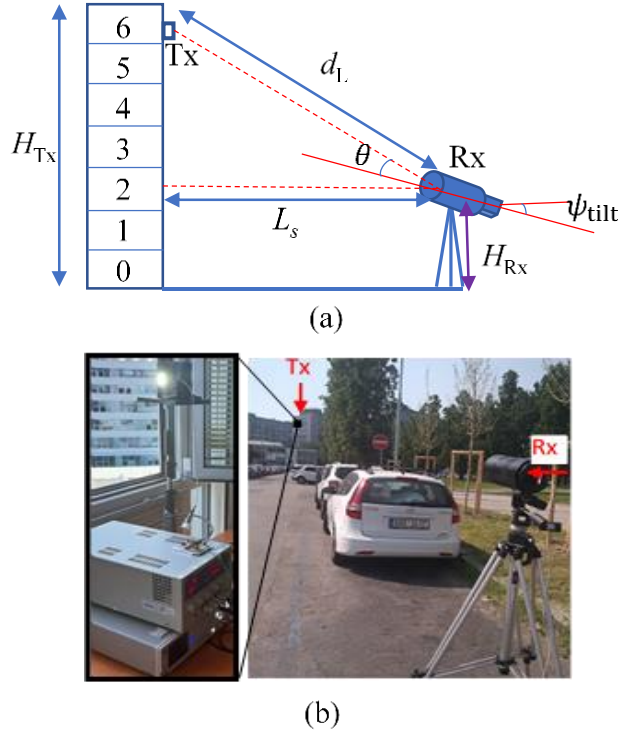 6
Tx
5
d_L
4
H_Tx
3
θ
Rx
2
L_s
ψ_tilt
1
H_Rx
0
(a)
Tx
Rx
(b)